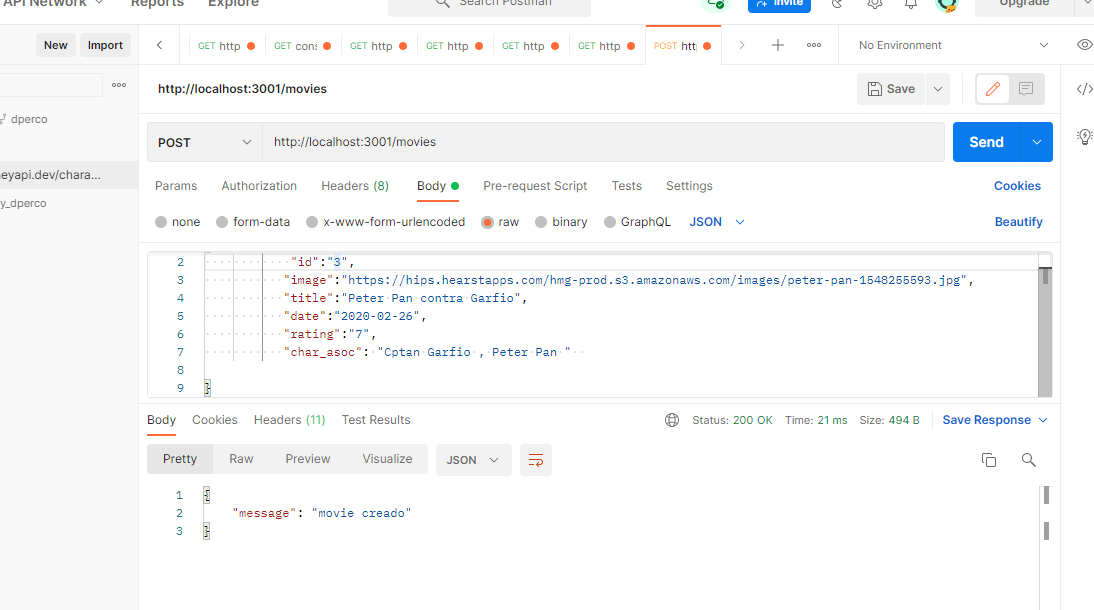 API Network Reports Explore Search Postman Invite Upgrade
New Import GET http GET cons GET http GET http GET http GET http POST htt No Environment
http://localhost:3001/movies Save
dperco
POST http://localhost:3001/movies Send
eyapi.dev/chara...
y_dperco
Params Authorization Headers (8) Body Pre-request Script Tests Settings Cookies
none form-data x-www-form-urlencoded raw binary GraphQL JSON Beautify
2 "id":"3",
3 "image":"https://hips.hearstapps.com/hmg-prod.s3.amazonaws.com/images/peter-pan-1548255593.jpg",
4 "title":"Peter Pan contra Garfio",
5 "date":"2020-02-26",
6 "rating":"7",
7 "char_asoc": "Cptan Garfio , Peter Pan "
8
9 }
Body Cookies Headers (11) Test Results Status: 200 OK Time: 21 ms Size: 494 B Save Response
Pretty Raw Preview Visualize JSON
1 {
2 "message": "movie creado"
3 }